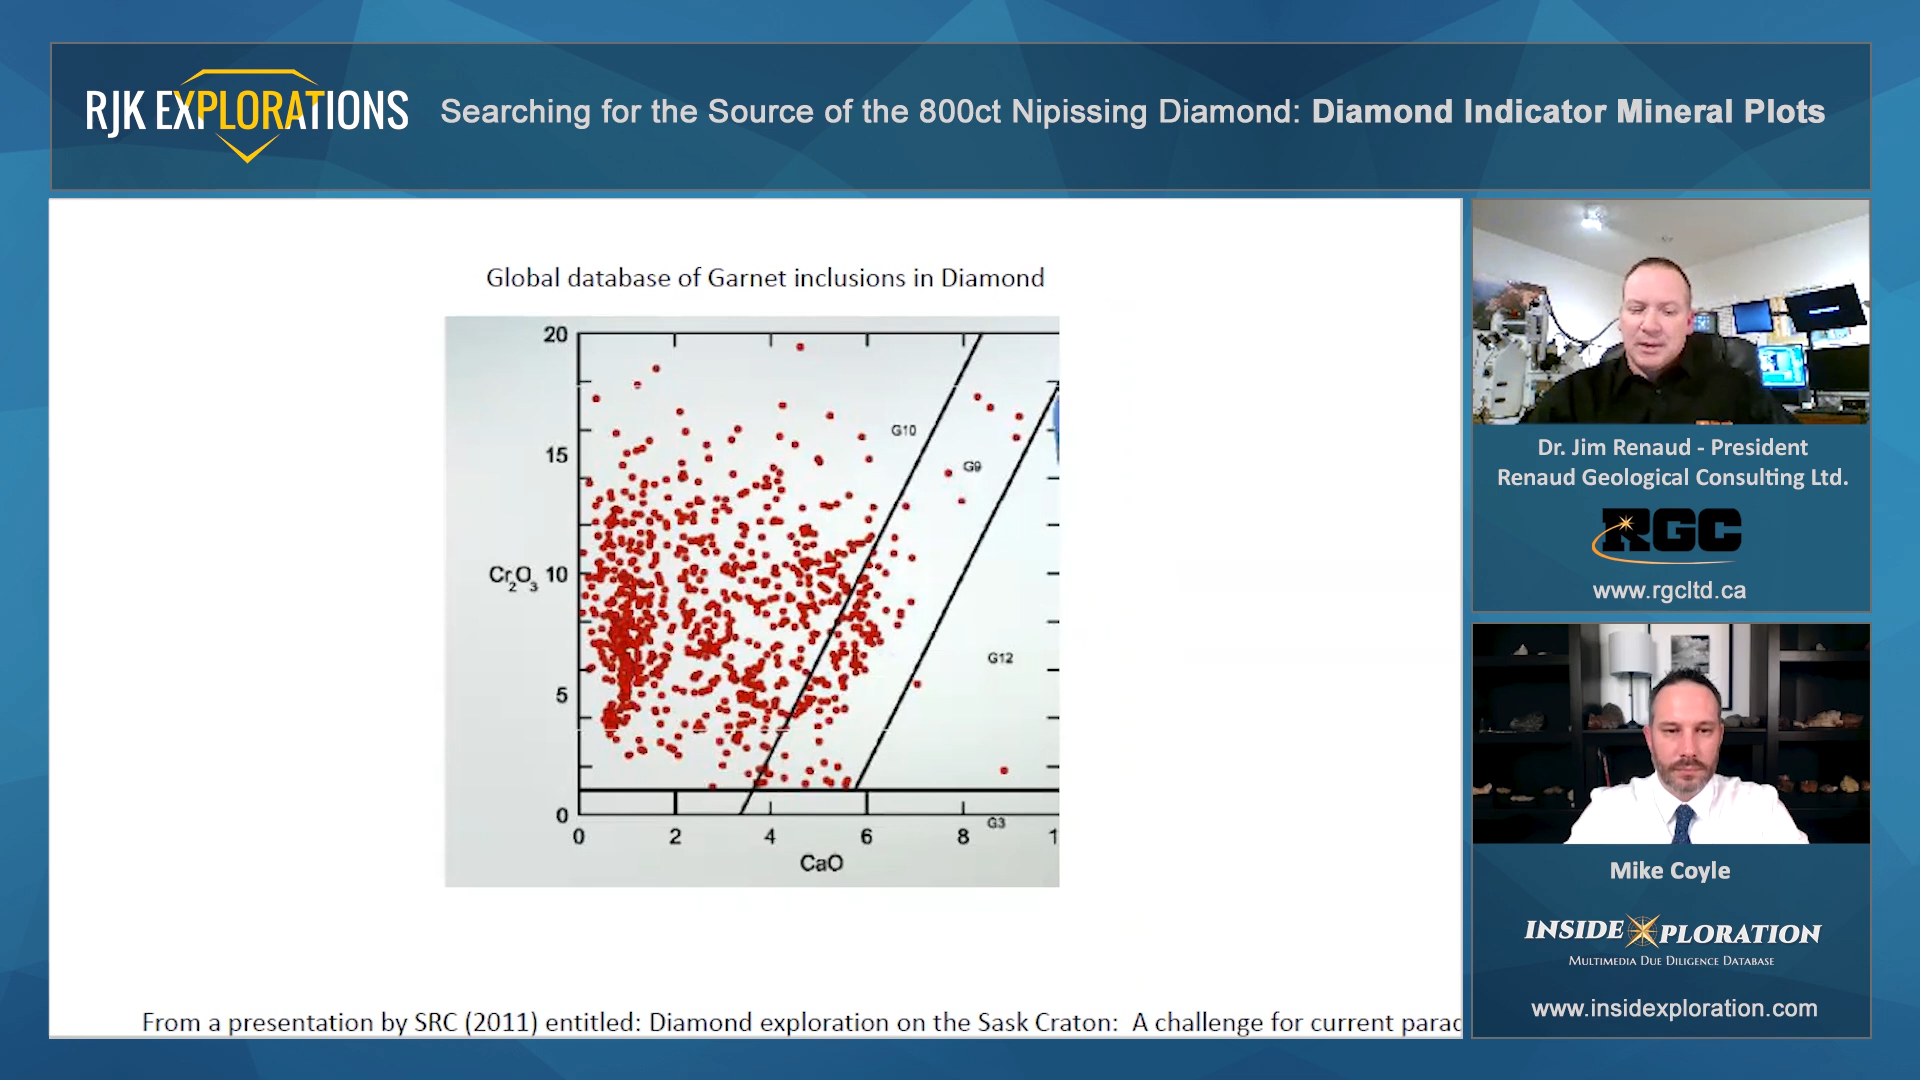 RJK EXPLORATIONS
Searching for the Source of the 800ct Nipissing Diamond: Diamond Indicator Mineral Plots
Global database of Garnet inclusions in Diamond
20
15
Cr₂O₃ 10
5
0
G10
G9
G12
G3
0 2 4 6 8 1
CaO
From a presentation by SRC (2011) entitled: Diamond exploration on the Sask Craton: A challenge for current parac
Dr. Jim Renaud - President
Renaud Geological Consulting Ltd.
RGC
www.rgcltd.ca
Mike Coyle
INSIDE XPLORATION
MULTIMEDIA DUE DILIGENCE DATABASE
www.insidexploration.com